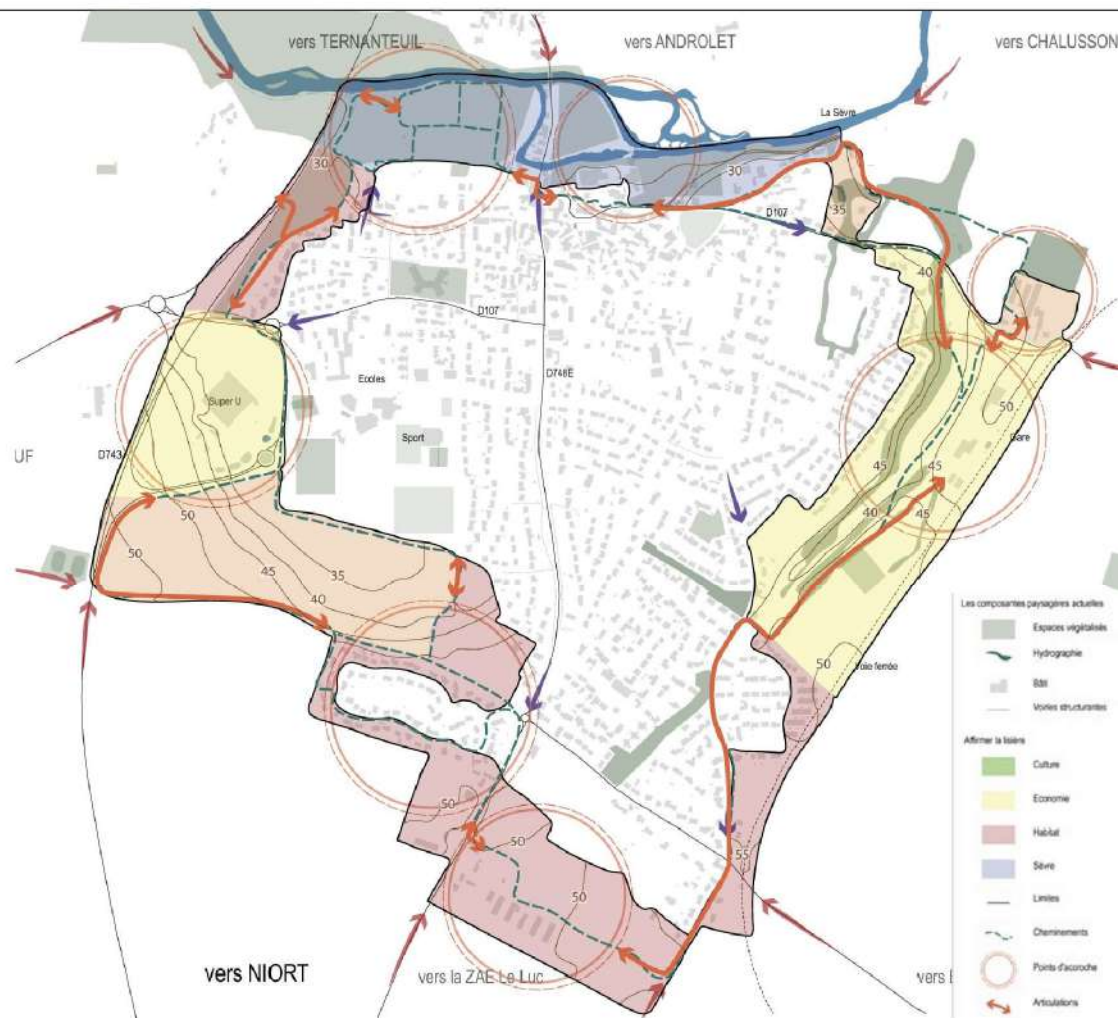 vers TERNANTEUIL
vers ANDROLET
vers CHALUSSON
La Sèvre
30
30
35
D107
40
D107
Ecoles
D748E
Super U
Sport
50
Gare
UF
D743
45
45
50
40
45
50
45
35
40
50
Voie ferrée
50
50
55
50
vers NIORT
vers la ZAE Le Luc
vers
Les composantes paysagères actuelles
Espaces végétalisés
Hydrographie
Bâti
Voiries structurantes
Affirmer la lisière
Culture
Economie
Habitat
Sèvre
Limites
Cheminements
Points d'accroche
Articulations